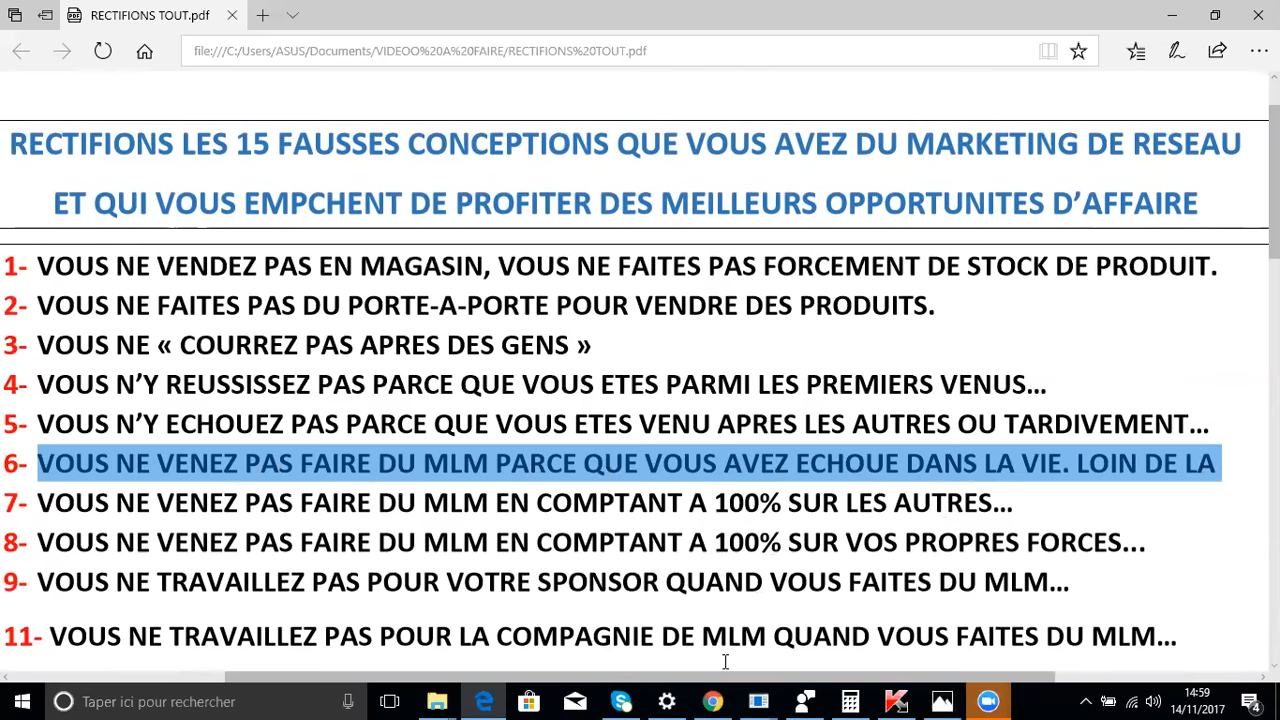 RECTIFIONS TOUT.pdf
file:///C:/Users/ASUS/Documents/VIDEOO%20A%20FAIRE/RECTIFIONS%20TOUT.pdf
RECTIFIONS LES 15 FAUSSES CONCEPTIONS QUE VOUS AVEZ DU MARKETING DE RESEAU
ET QUI VOUS EMPCHENT DE PROFITER DES MEILLEURS OPPORTUNITES D’AFFAIRE
1- VOUS NE VENDEZ PAS EN MAGASIN, VOUS NE FAITES PAS FORCEMENT DE STOCK DE PRODUIT.
2- VOUS NE FAITES PAS DU PORTE-A-PORTE POUR VENDRE DES PRODUITS.
3- VOUS NE « COURREZ PAS APRES DES GENS »
4- VOUS N’Y REUSSISSEZ PAS PARCE QUE VOUS ETES PARMI LES PREMIERS VENUS…
5- VOUS N’Y ECHOUEZ PAS PARCE QUE VOUS ETES VENU APRES LES AUTRES OU TARDIVEMENT…
6- VOUS NE VENEZ PAS FAIRE DU MLM PARCE QUE VOUS AVEZ ECHOUE DANS LA VIE. LOIN DE LA
7- VOUS NE VENEZ PAS FAIRE DU MLM EN COMPTANT A 100% SUR LES AUTRES…
8- VOUS NE VENEZ PAS FAIRE DU MLM EN COMPTANT A 100% SUR VOS PROPRES FORCES...
9- VOUS NE TRAVAILLEZ PAS POUR VOTRE SPONSOR QUAND VOUS FAITES DU MLM…
11- VOUS NE TRAVAILLEZ PAS POUR LA COMPAGNIE DE MLM QUAND VOUS FAITES DU MLM…
Taper ici pour rechercher
14:59
14/11/2017
4